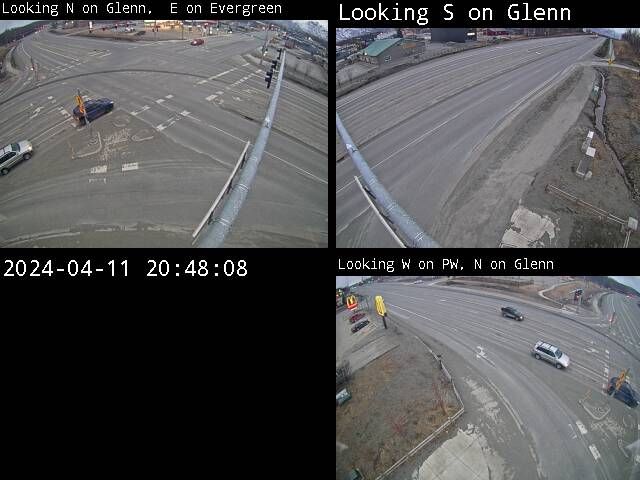 Looking N on Glenn,  E on Evergreen
Looking S on Glenn
2024-04-11 20:48:08
Looking W on PW, N on Glenn